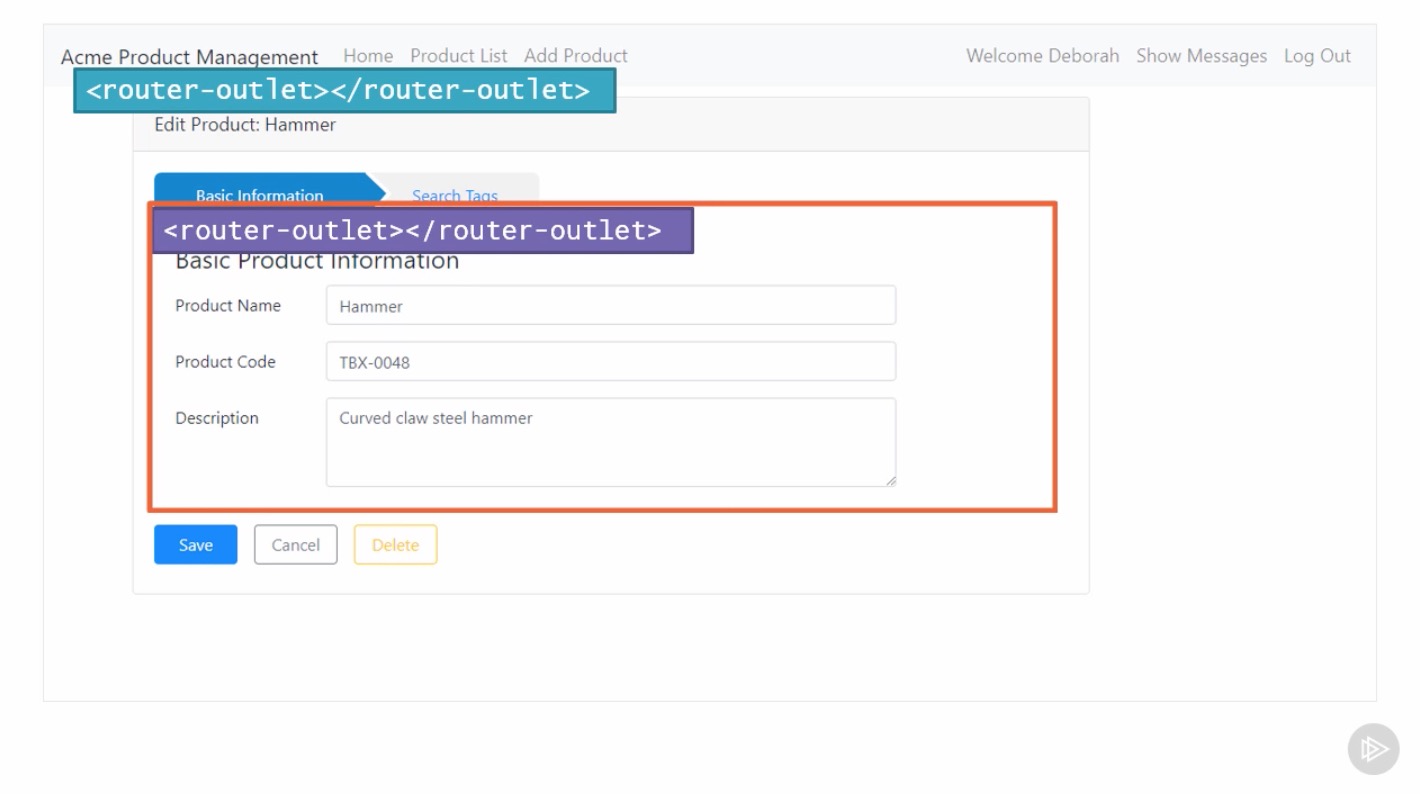 Acme Product Management Home Product List Add Product Welcome Deborah Show Messages Log Out
<router-outlet></router-outlet>
Edit Product: Hammer
Basic Information Search Tags
<router-outlet></router-outlet>
Basic Product Information
Product Name Hammer
Product Code TBX-0048
Description Curved claw steel hammer
Save Cancel Delete